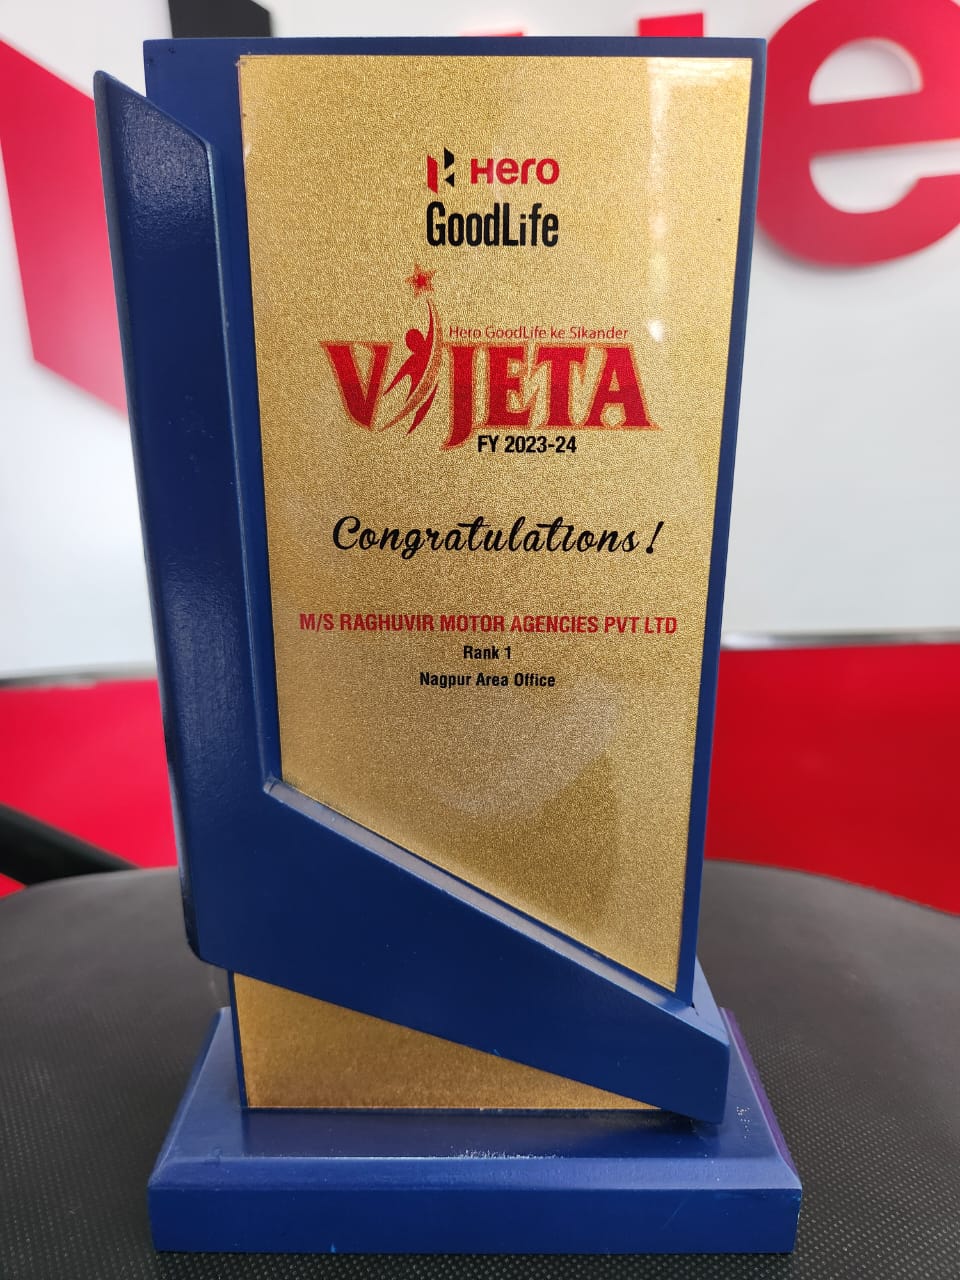 Hero
GoodLife
Hero GoodLife ke Sikander
VIJETA
FY 2023-24
Congratulations!
M/S RAGHUVIR MOTOR AGENCIES PVT LTD
Rank 1
Nagpur Area Office